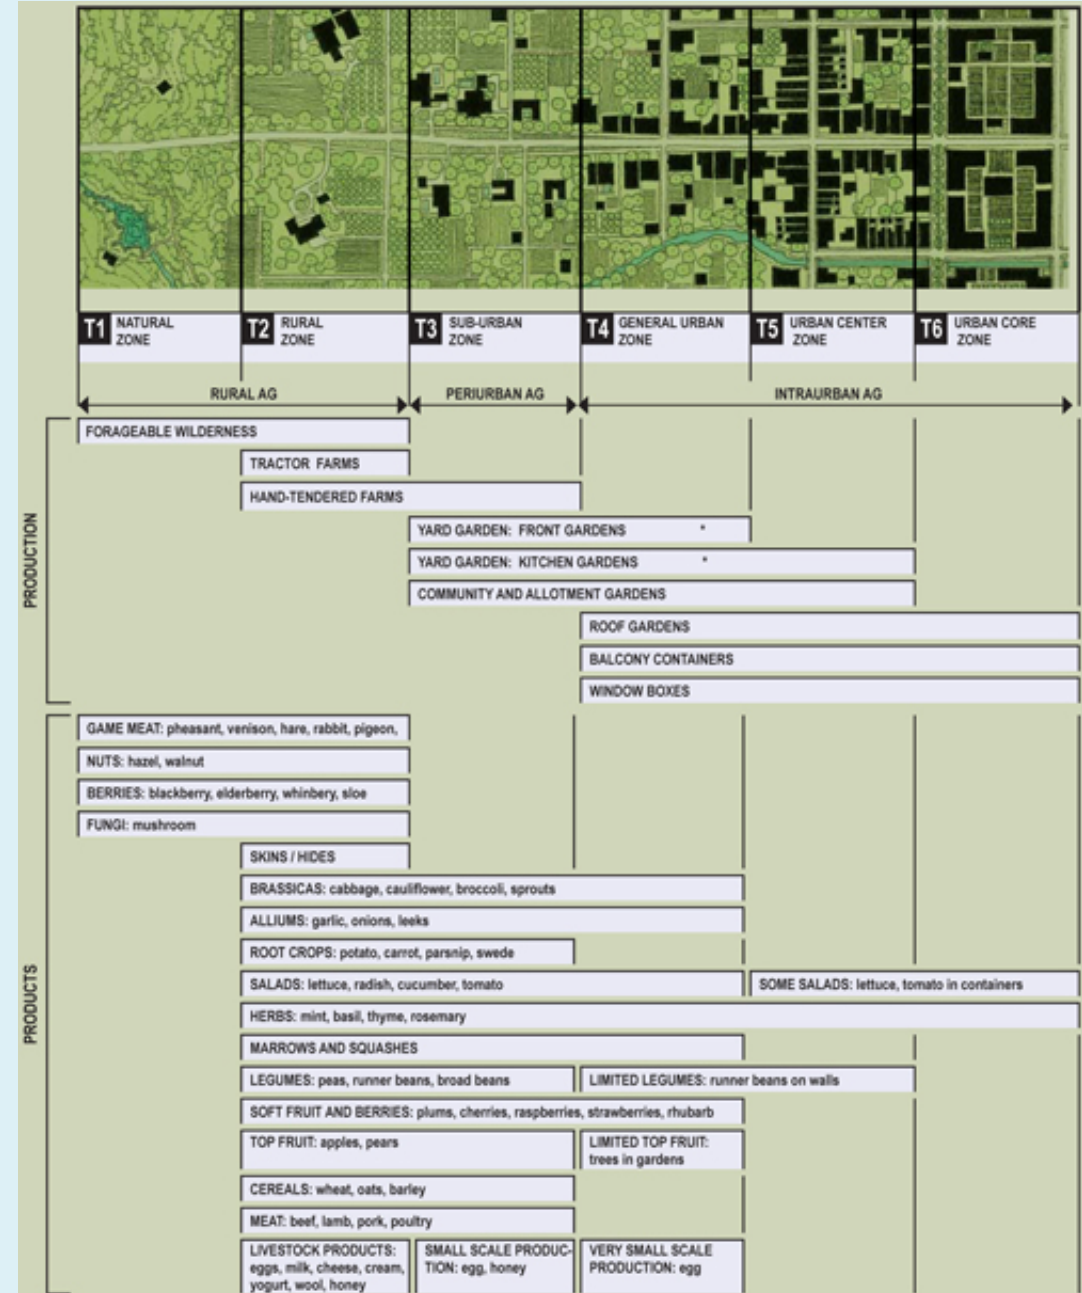 T1 NATURAL
ZONE
T2 RURAL
ZONE
T3 SUB-URBAN
ZONE
T4 GENERAL URBAN
ZONE
T5 URBAN CENTER
ZONE
T6 URBAN CORE
ZONE
RURAL AG
PERIURBAN AG
INTRAURBAN AG
PRODUCTION
FORAGEABLE WILDERNESS
TRACTOR FARMS
HAND-TENDERED FARMS
YARD GARDEN: FRONT GARDENS *
YARD GARDEN: KITCHEN GARDENS *
COMMUNITY AND ALLOTMENT GARDENS
ROOF GARDENS
BALCONY CONTAINERS
WINDOW BOXES
PRODUCTS
GAME MEAT: pheasant, venison, hare, rabbit, pigeon,
NUTS: hazel, walnut
BERRIES: blackberry, elderberry, whinbery, sloe
FUNGI: mushroom
SKINS / HIDES
BRASSICAS: cabbage, cauliflower, broccoli, sprouts
ALLIUMS: garlic, onions, leeks
ROOT CROPS: potato, carrot, parsnip, swede
SALADS: lettuce, radish, cucumber, tomato
SOME SALADS: lettuce, tomato in containers
HERBS: mint, basil, thyme, rosemary
MARROWS AND SQUASHES
LEGUMES: peas, runner beans, broad beans
LIMITED LEGUMES: runner beans on walls
SOFT FRUIT AND BERRIES: plums, cherries, raspberries, strawberries, rhubarb
TOP FRUIT: apples, pears
LIMITED TOP FRUIT:
trees in gardens
CEREALS: wheat, oats, barley
MEAT: beef, lamb, pork, poultry
LIVESTOCK PRODUCTS:
eggs, milk, cheese, cream,
yogurt, wool, honey
SMALL SCALE PRODUC-
TION: egg, honey
VERY SMALL SCALE
PRODUCTION: egg